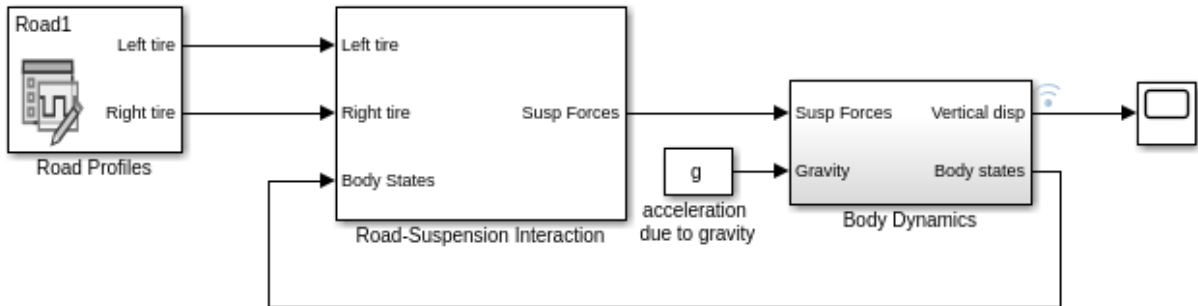 Road1
Left tire
Right tire
Road Profiles
Left tire
Right tire
Body States
Susp Forces
Road-Suspension Interaction
g
acceleration
due to gravity
Susp Forces
Gravity
Vertical disp
Body states
Body Dynamics